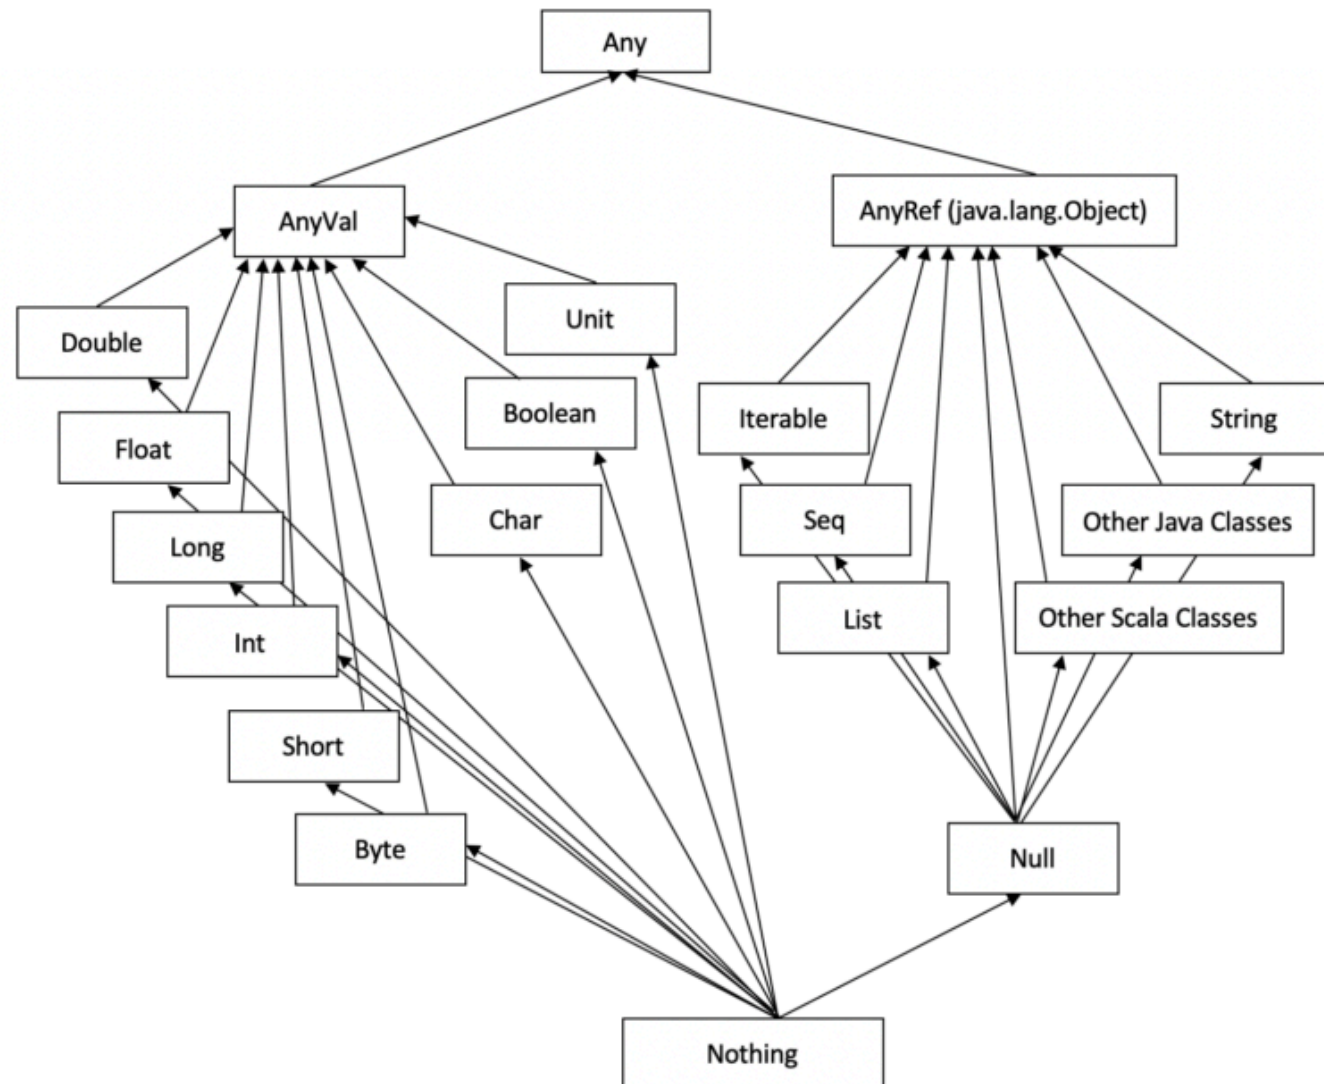 Any
AnyVal
AnyRef (java.lang.Object)
Double
Unit
Float
Boolean
Iterable
String
Long
Char
Seq
Other Java Classes
Int
List
Other Scala Classes
Short
Byte
Null
Nothing